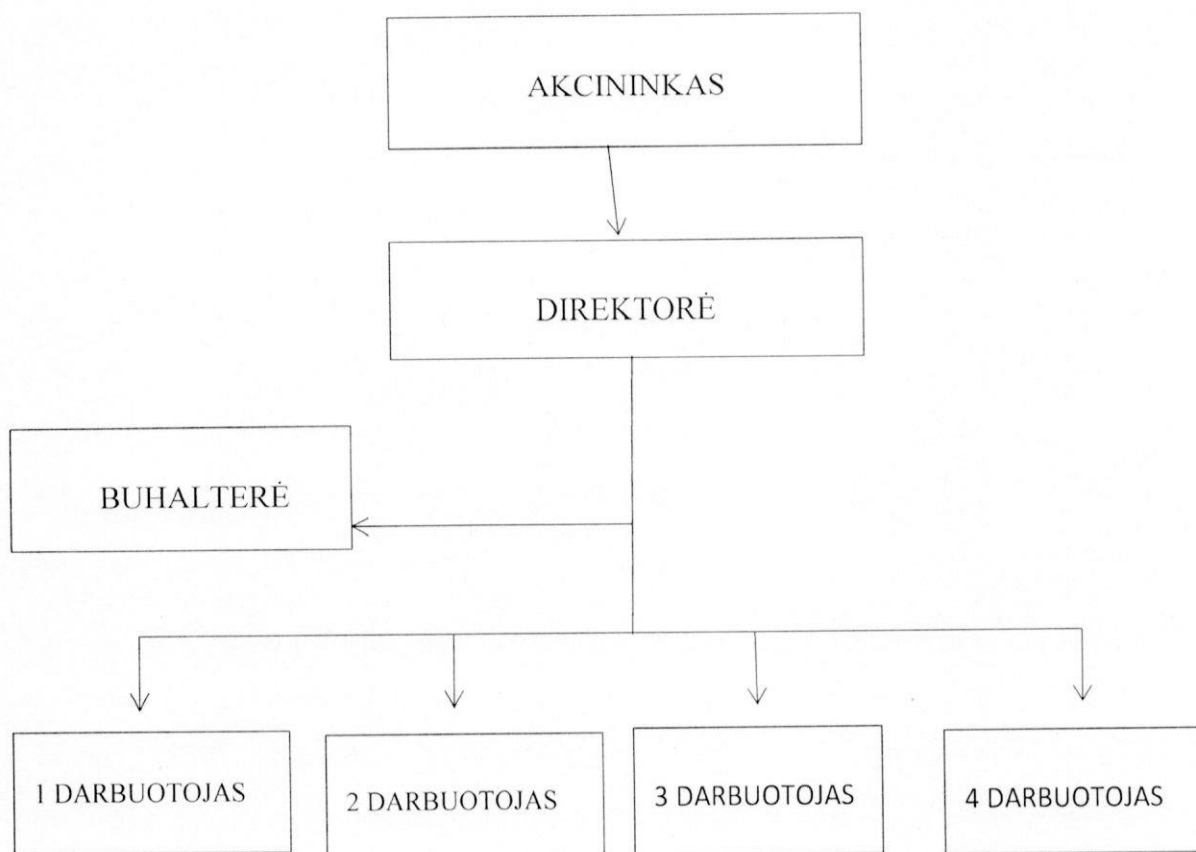 AKCININKAS
DIREKTORĖ
BUHALTERĖ
1 DARBUOTOJAS
2 DARBUOTOJAS
3 DARBUOTOJAS
4 DARBUOTOJAS